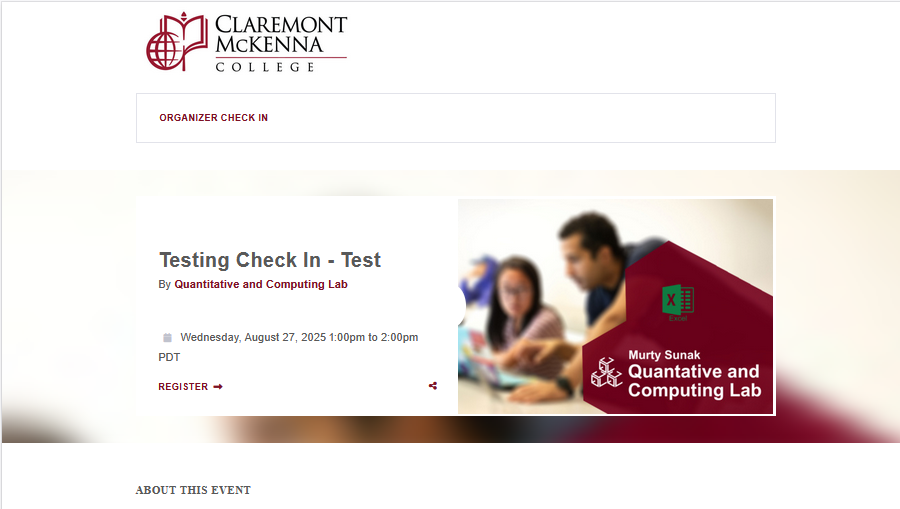 CLAREMONT
MCKENNA
COLLEGE
ORGANIZER CHECK IN
Testing Check In - Test
By Quantitative and Computing Lab
Wednesday, August 27, 2025 1:00pm to 2:00pm
PDT
REGISTER
Excel
Murty Sunak
Quantative and
Computing Lab
ABOUT THIS EVENT